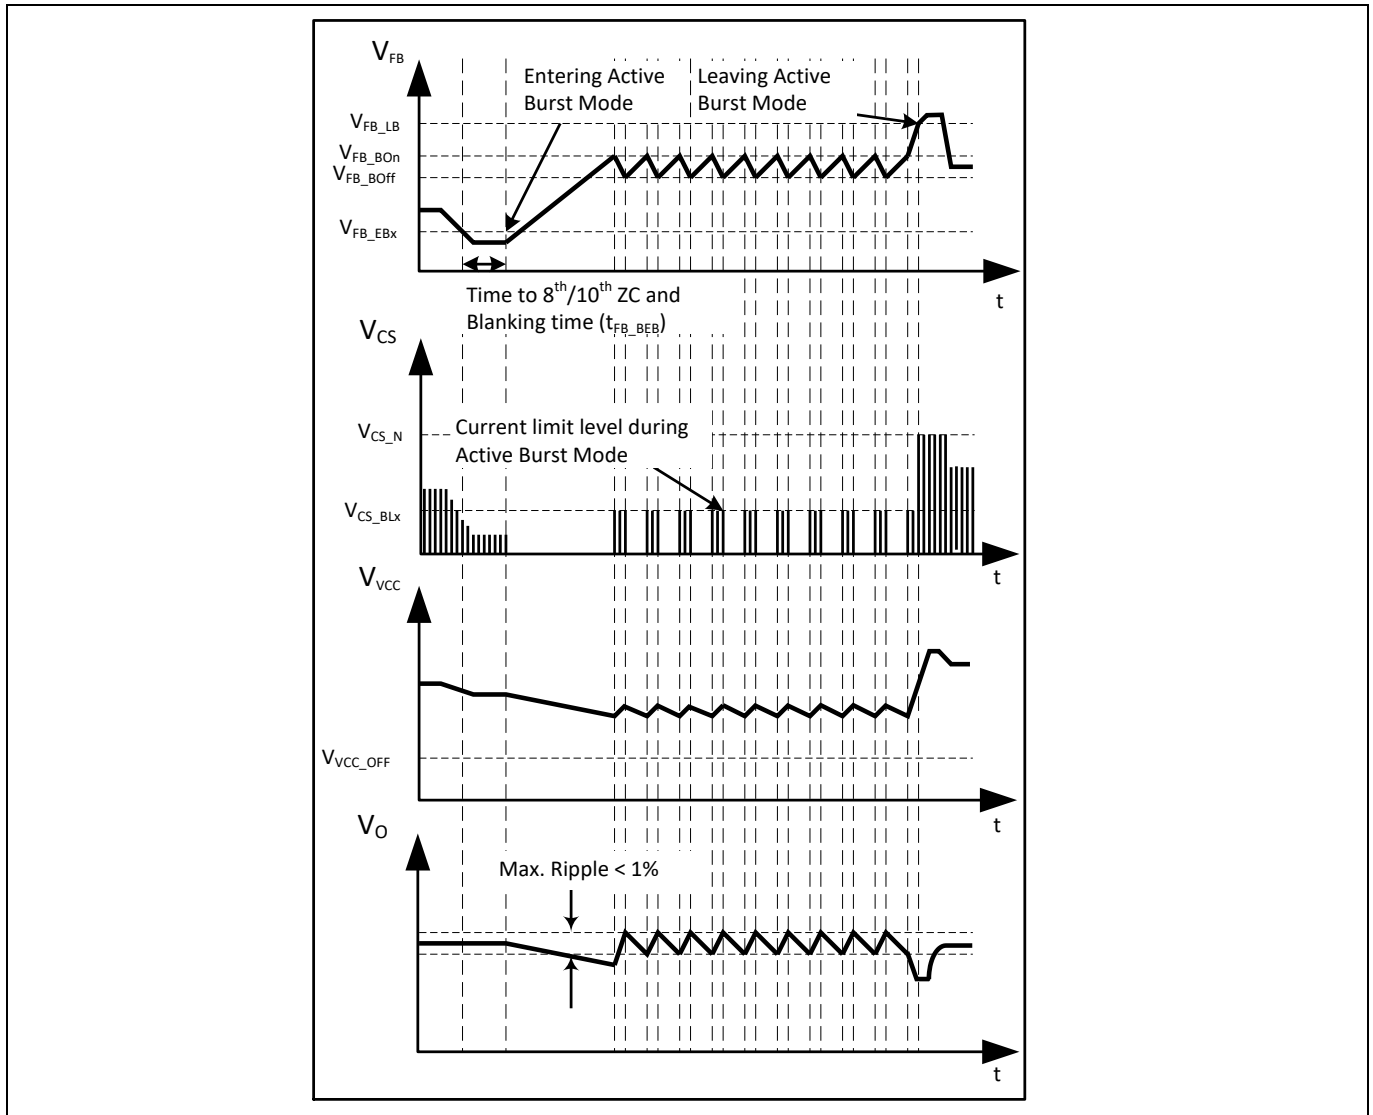 V_FB
Entering Active
Burst Mode
Leaving Active
Burst Mode
V_FB_LB
V_FB_BOn
V_FB_BOff
V_FB_EBx
t
Time to 8th/10th ZC and
Blanking time (t_FB_BEB)
V_CS
V_CS_N
Current limit level during
Active Burst Mode
V_CS_BLx
t
V_VCC
V_VCC_OFF
t
V_O
Max. Ripple < 1%
t